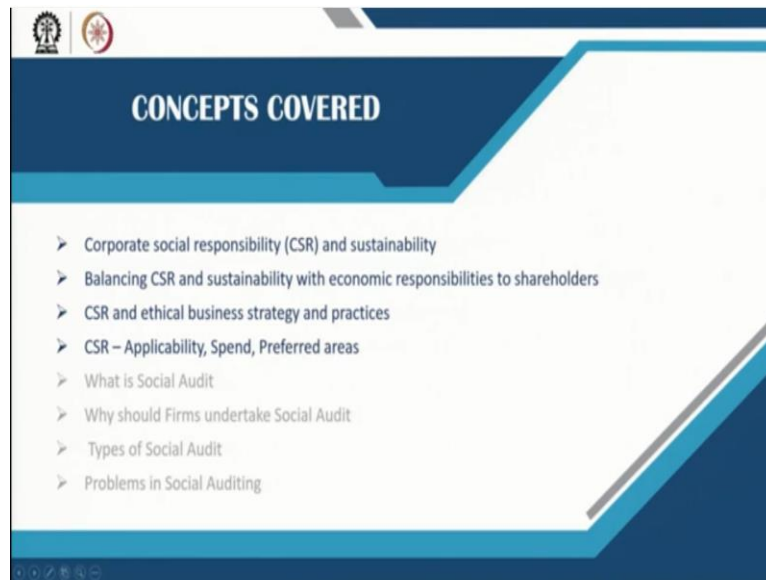 CONCEPTS COVERED
➢ Corporate social responsibility (CSR) and sustainability
➢ Balancing CSR and sustainability with economic responsibilities to shareholders
➢ CSR and ethical business strategy and practices
➢ CSR – Applicability, Spend, Preferred areas
➢ What is Social Audit
➢ Why should Firms undertake Social Audit
➢ Types of Social Audit
➢ Problems in Social Auditing